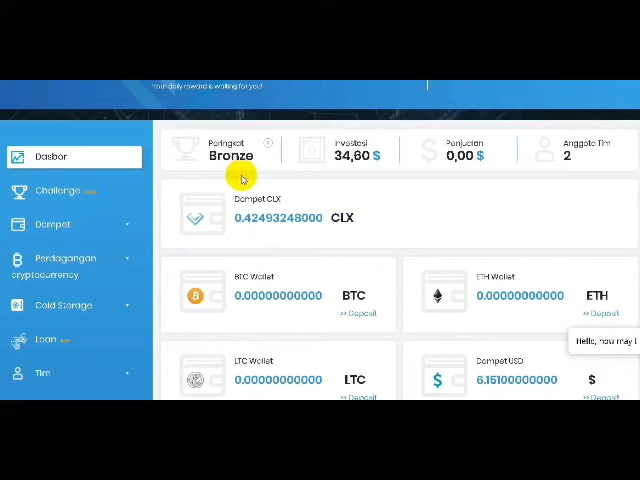 Your daily reward is waiting for you!
Dasbor
Challenge
Dompet
Perdagangan
cryptocurrency
Cold Storage
Loan
Tim
Peringkat
Bronze
Investasi
34,60 $
Penjualan
0,00 $
Anggota Tim
2
Dompet CLX
0.42493248000 CLX
BTC Wallet
0.00000000000 BTC
>> Deposit
ETH Wallet
0.00000000000 ETH
>> Deposit
Hello, how may I
LTC Wallet
0.00000000000 LTC
>> Deposit
Dompet USD
6.15100000000 $
>> Deposit